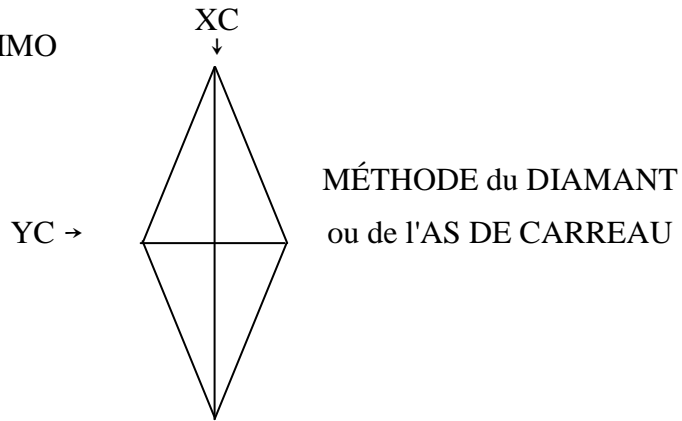 XC
↓
MÉTHODE du DIAMANT
YC →
ou de l'AS DE CARREAU